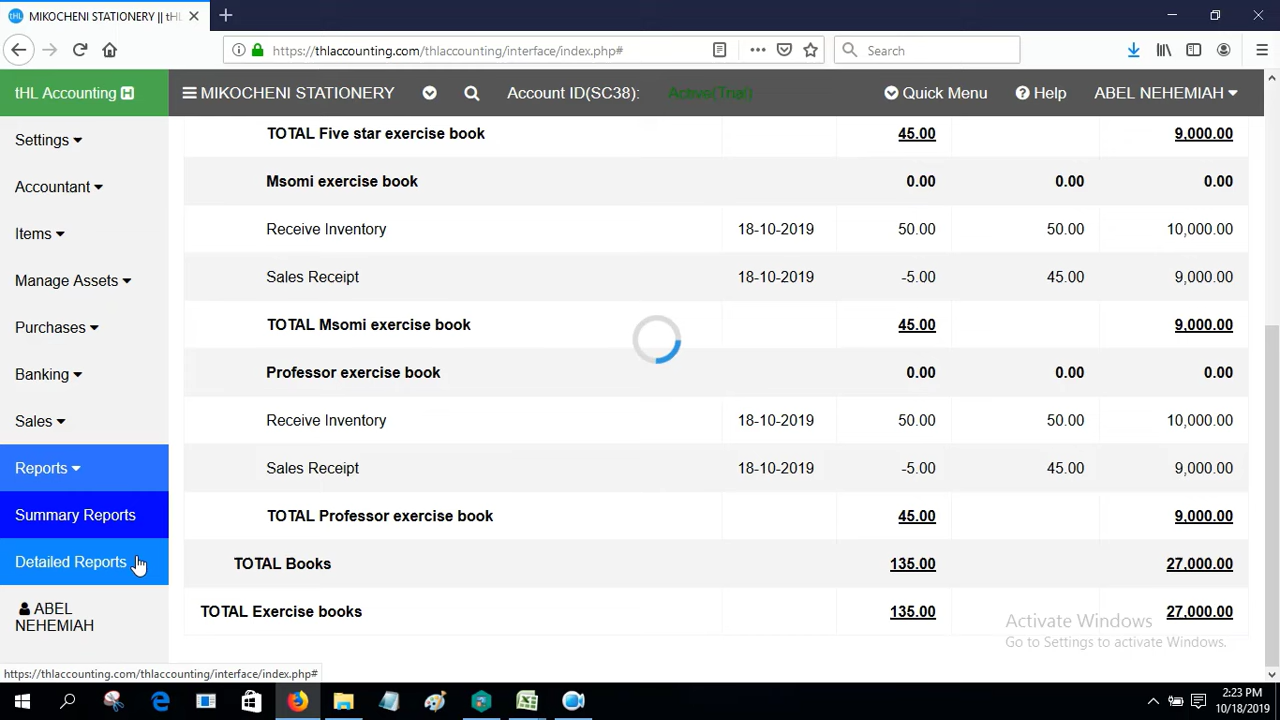 MIKOCHENI STATIONERY || tHL
https://thlaccounting.com/thlaccounting/interface/index.php#
Search
tHL Accounting
MIKOCHENI STATIONERY
Account ID(SC38):
Active(Trial)
Quick Menu
Help
ABEL NEHEMIAH
Settings
Accountant
Items
Manage Assets
Purchases
Banking
Sales
Reports
Summary Reports
Detailed Reports
ABEL
NEHEMIAH
TOTAL Five star exercise book 45.00 9,000.00
Msomi exercise book 0.00 0.00 0.00
Receive Inventory 18-10-2019 50.00 50.00 10,000.00
Sales Receipt 18-10-2019 -5.00 45.00 9,000.00
TOTAL Msomi exercise book 45.00 9,000.00
Professor exercise book 0.00 0.00 0.00
Receive Inventory 18-10-2019 50.00 50.00 10,000.00
Sales Receipt 18-10-2019 -5.00 45.00 9,000.00
TOTAL Professor exercise book 45.00 9,000.00
TOTAL Books 135.00 27,000.00
TOTAL Exercise books 135.00 27,000.00
Activate Windows
Go to Settings to activate Windows.
https://thlaccounting.com/thlaccounting/interface/index.php#
2:23 PM
10/18/2019